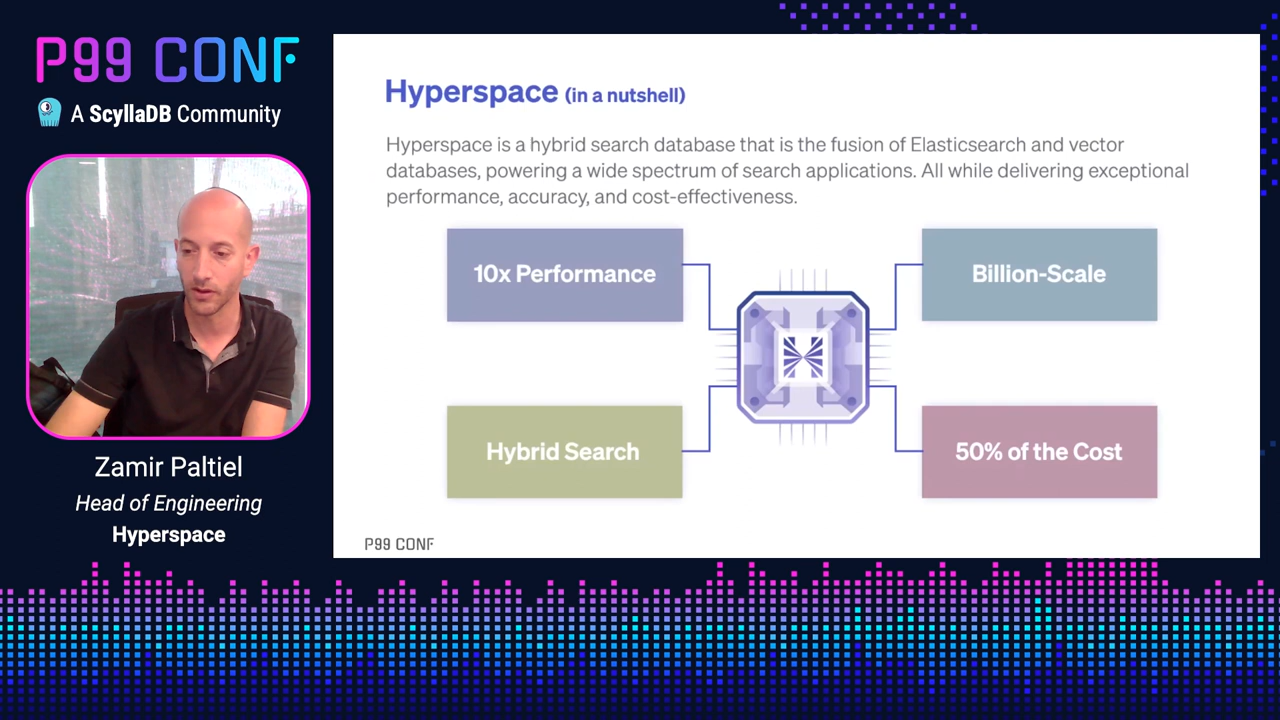 P99 CONF
A ScyllaDB Community
Zamir Paltiel
Head of Engineering
Hyperspace
Hyperspace (in a nutshell)
Hyperspace is a hybrid search database that is the fusion of Elasticsearch and vector
databases, powering a wide spectrum of search applications. All while delivering exceptional
performance, accuracy, and cost-effectiveness.
10x Performance
Billion-Scale
Hybrid Search
50% of the Cost
P99 CONF